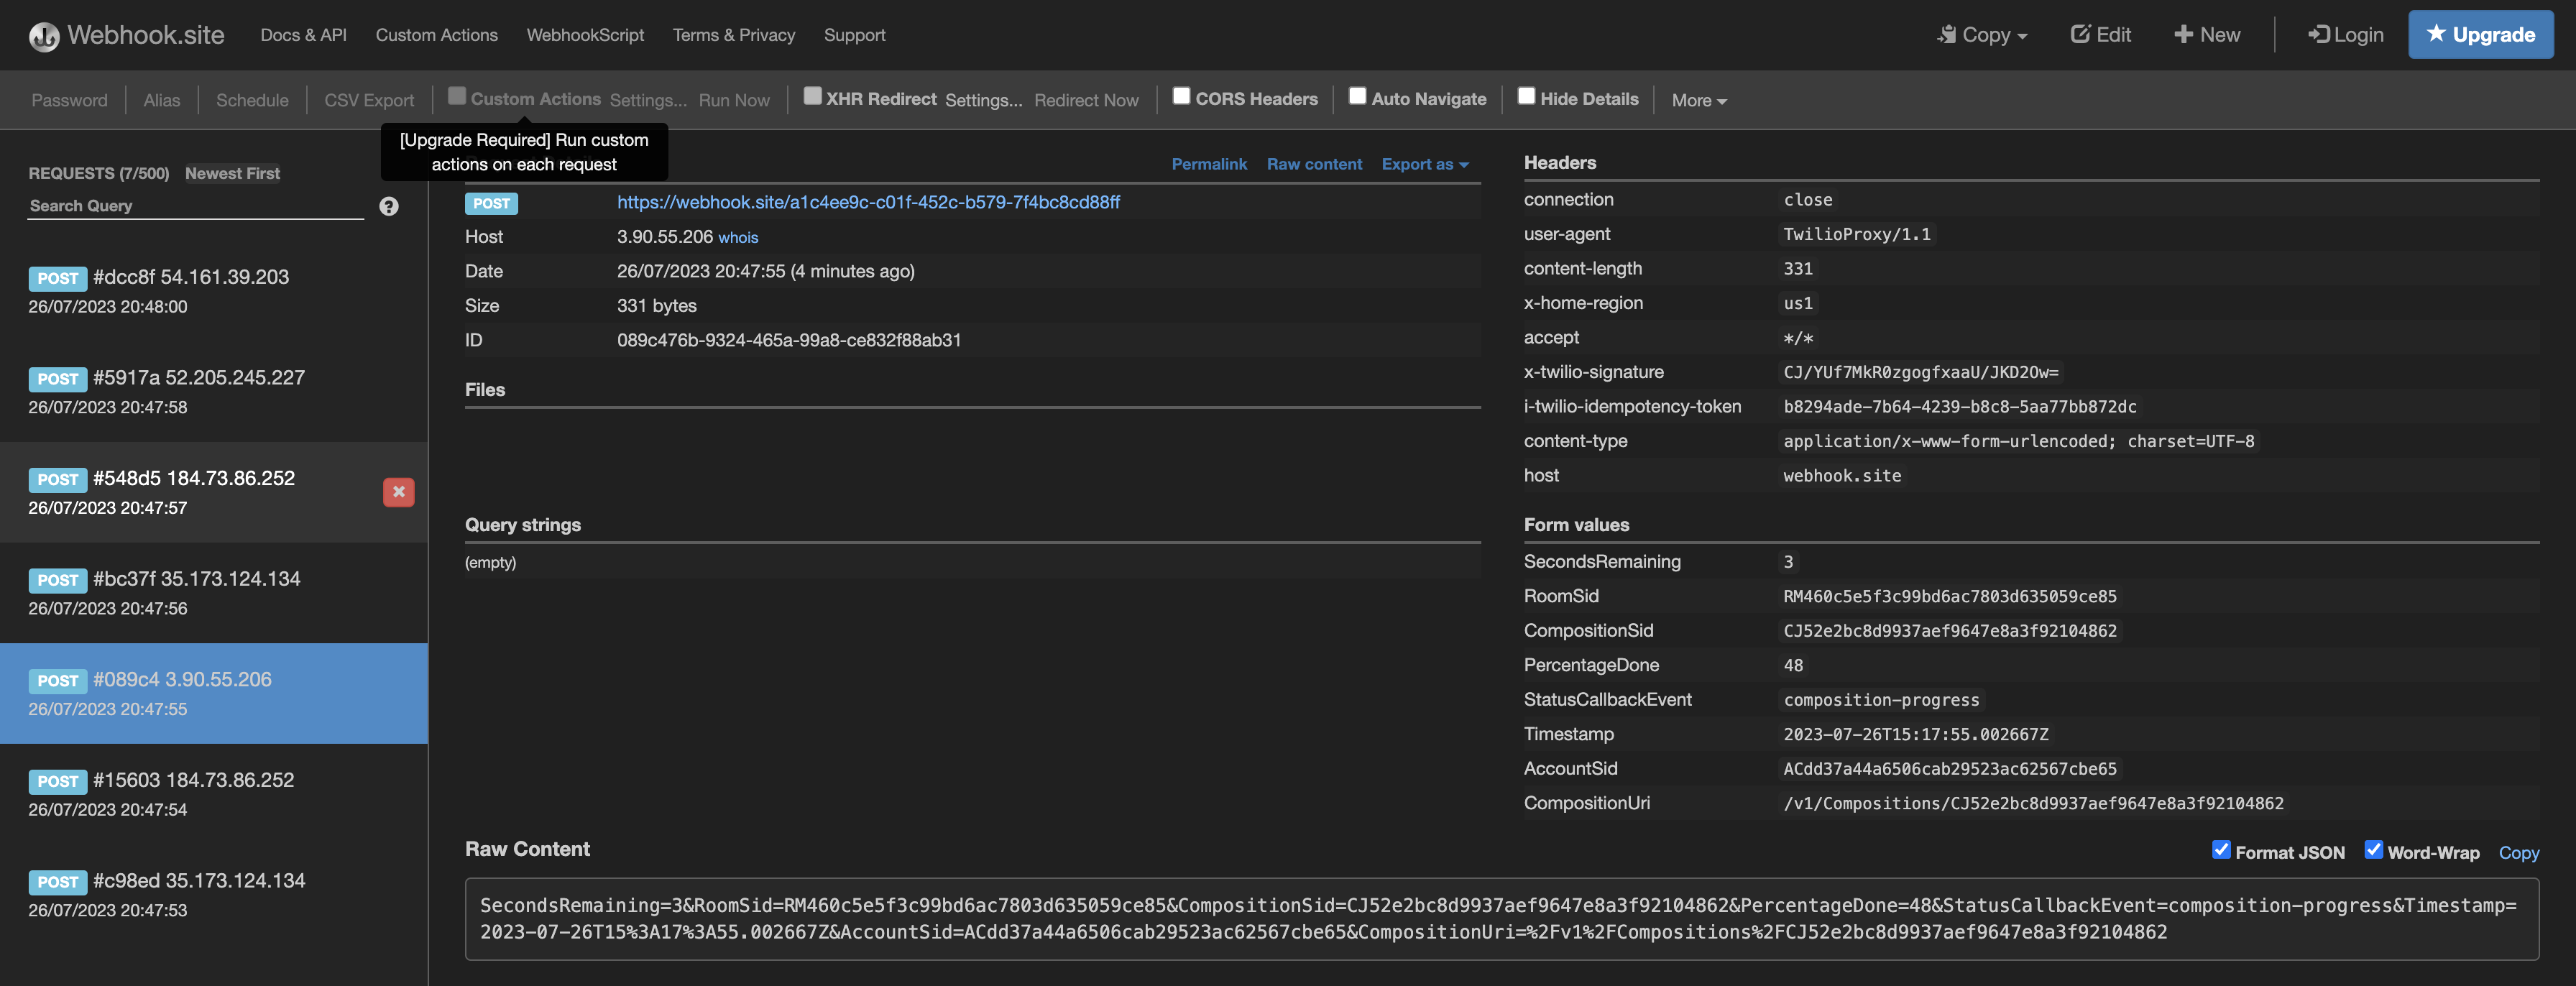 Webhook.site Docs & API Custom Actions WebhookScript Terms & Privacy Support Copy Edit New Login Upgrade
Password Alias Schedule CSV Export Custom Actions Settings... Run Now XHR Redirect Settings... Redirect Now CORS Headers Auto Navigate Hide Details More
[Upgrade Required] Run custom
actions on each request
REQUESTS (7/500) Newest First
Search Query
POST #dcc8f 54.161.39.203
26/07/2023 20:48:00
POST #5917a 52.205.245.227
26/07/2023 20:47:58
POST #548d5 184.73.86.252
26/07/2023 20:47:57
POST #bc37f 35.173.124.134
26/07/2023 20:47:56
POST #089c4 3.90.55.206
26/07/2023 20:47:55
POST #15603 184.73.86.252
26/07/2023 20:47:54
POST #c98ed 35.173.124.134
26/07/2023 20:47:53
Permalink Raw content Export as
POST https://webhook.site/a1c4ee9c-c01f-452c-b579-7f4bc8cd88ff
Host 3.90.55.206 whois
Date 26/07/2023 20:47:55 (4 minutes ago)
Size 331 bytes
ID 089c476b-9324-465a-99a8-ce832f88ab31
Files
Query strings
(empty)
Headers
connection close
user-agent TwilioProxy/1.1
content-length 331
x-home-region us1
accept */*
x-twilio-signature CJ/YUf7MkR0zgogfxaaU/JKD2Ow=
i-twilio-idempotency-token b8294ade-7b64-4239-b8c8-5aa77bb872dc
content-type application/x-www-form-urlencoded; charset=UTF-8
host webhook.site
Form values
SecondsRemaining 3
RoomSid RM460c5e5f3c99bd6ac7803d635059ce85
CompositionSid CJ52e2bc8d9937aef9647e8a3f92104862
PercentageDone 48
StatusCallbackEvent composition-progress
Timestamp 2023-07-26T15:17:55.002667Z
AccountSid ACdd37a44a6506cab29523ac62567cbe65
CompositionUri /v1/Compositions/CJ52e2bc8d9937aef9647e8a3f92104862
Raw Content Format JSON Word-Wrap Copy
SecondsRemaining=3&RoomSid=RM460c5e5f3c99bd6ac7803d635059ce85&CompositionSid=CJ52e2bc8d9937aef9647e8a3f92104862&PercentageDone=48&StatusCallbackEvent=composition-progress&Timestamp=
2023-07-26T15%3A17%3A55.002667Z&AccountSid=ACdd37a44a6506cab29523ac62567cbe65&CompositionUri=%2Fv1%2FCompositions%2FCJ52e2bc8d9937aef9647e8a3f92104862